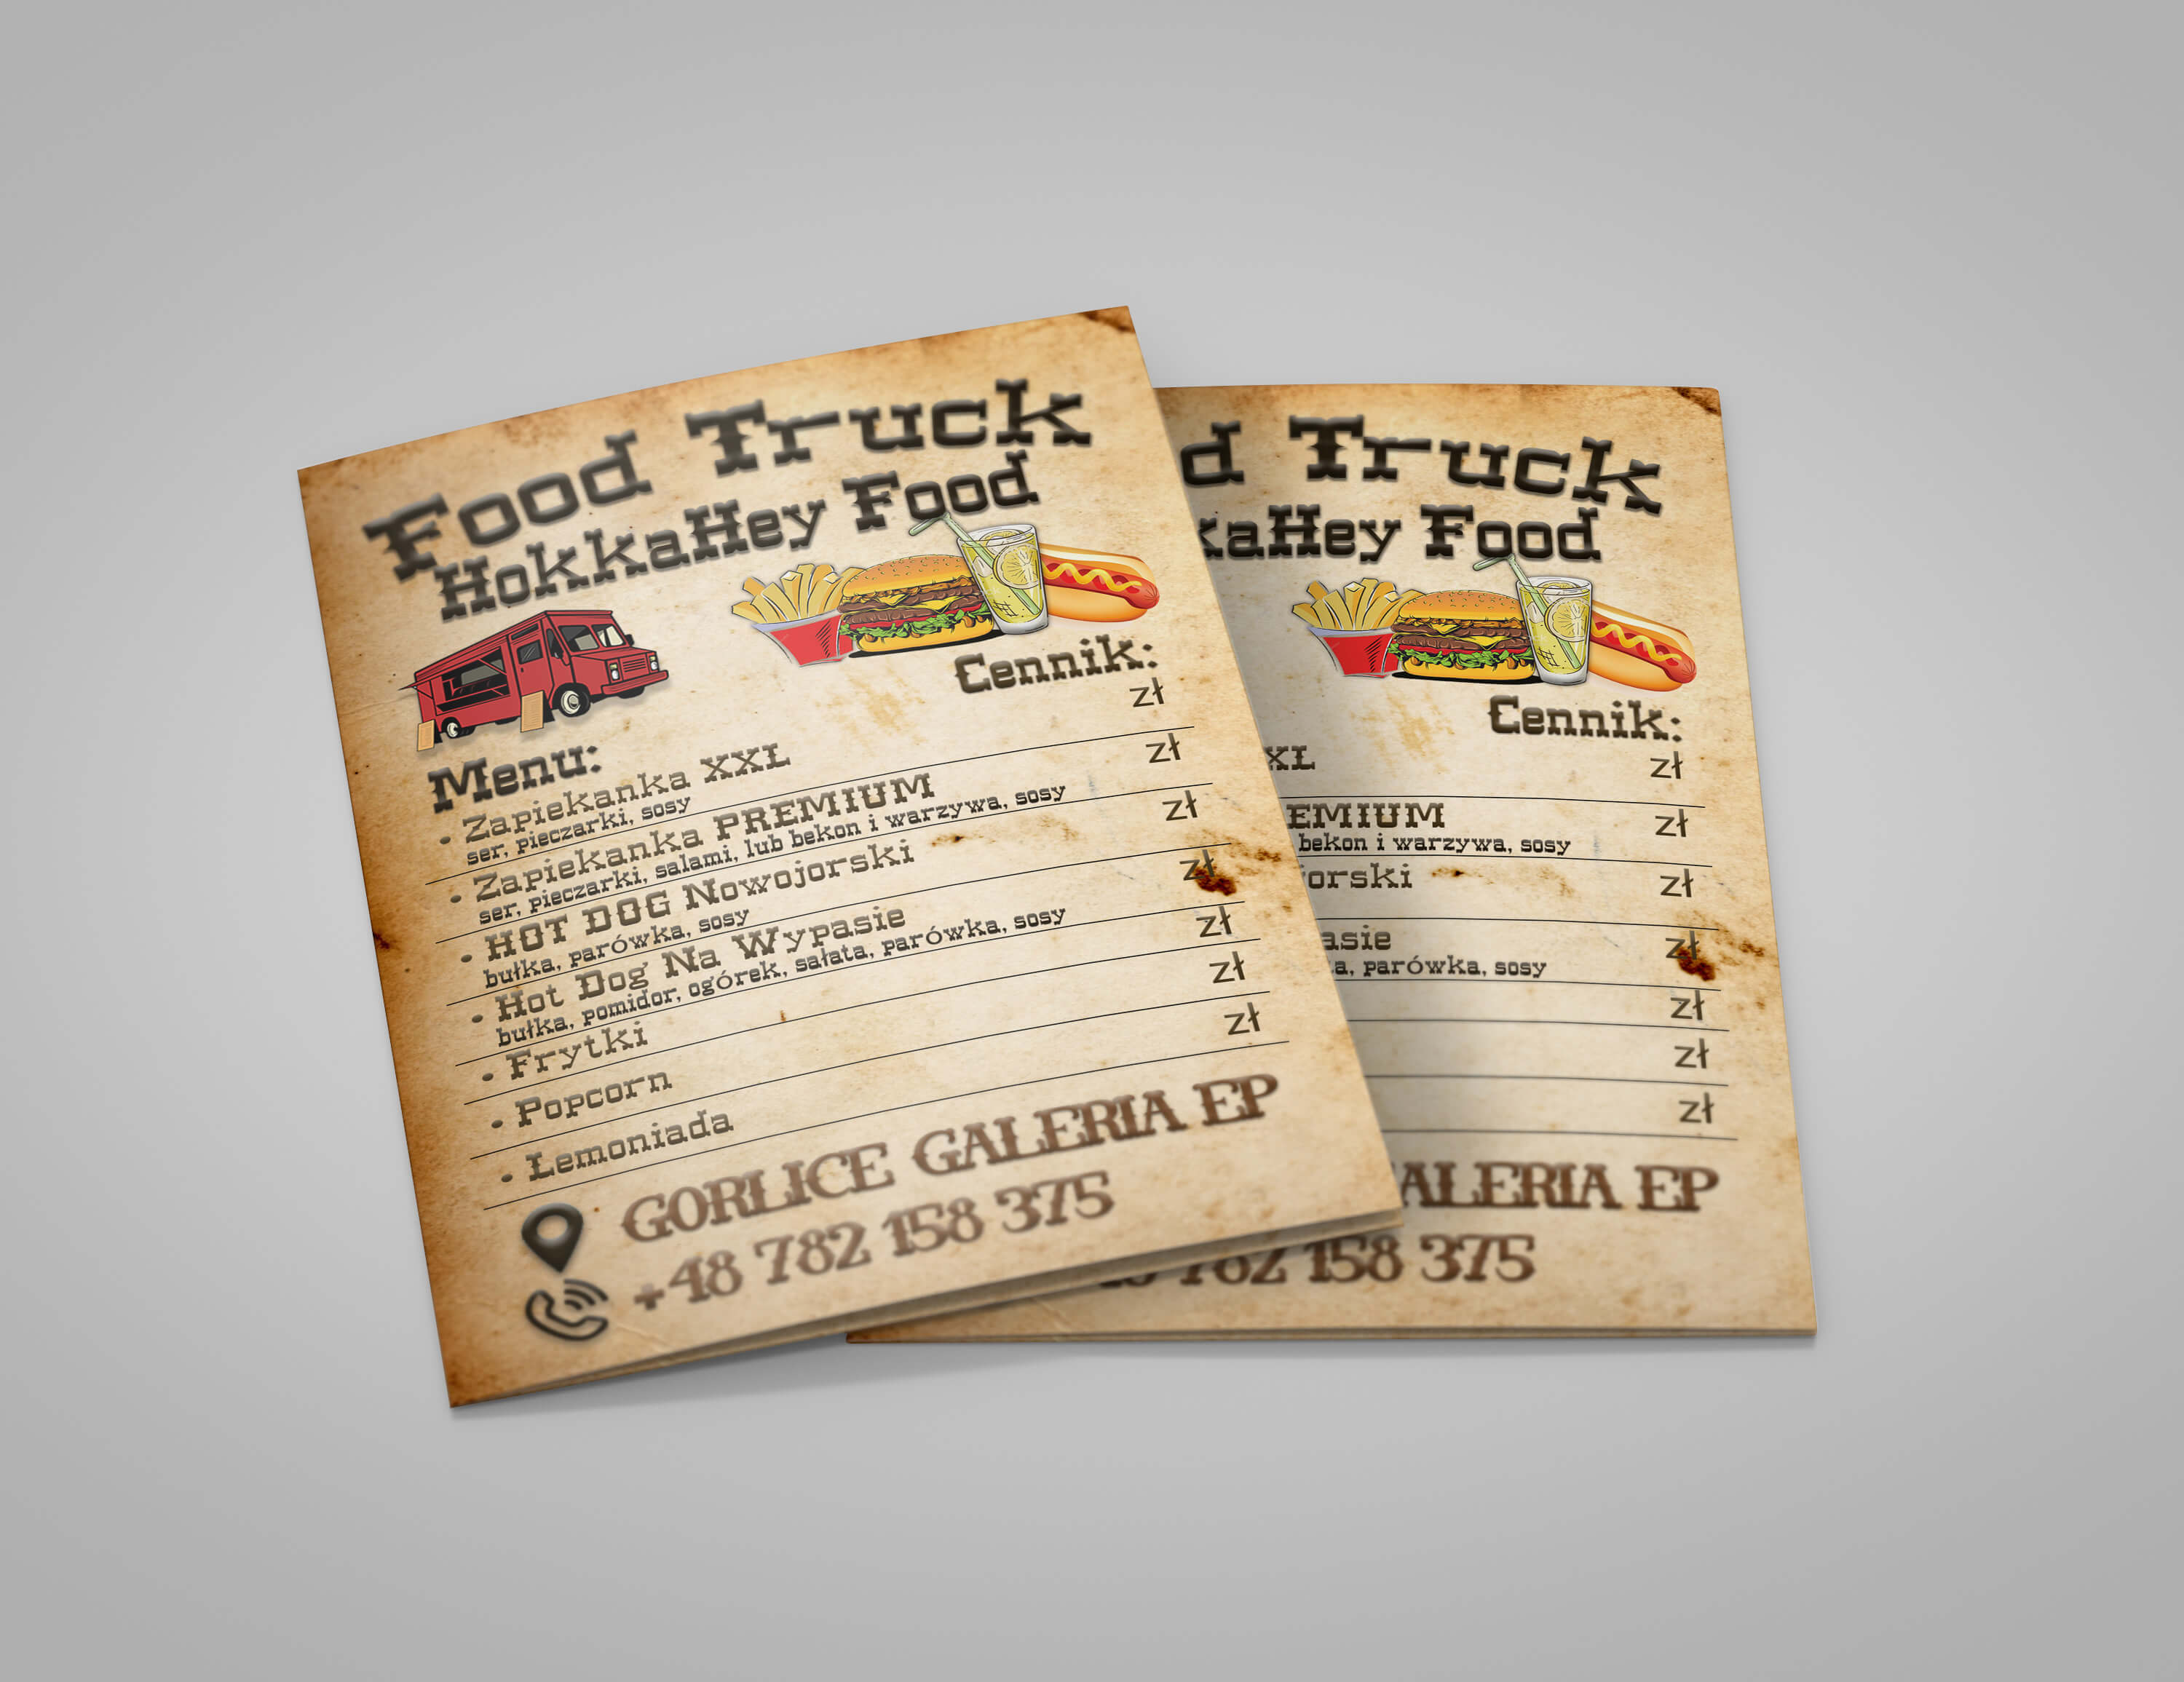 Food Truck
HokkaHey Food
Cennik:
zł
Menu:
• Zapiekanka XXL
ser, pieczarki, sosy
zł
• Zapiekanka PREMIUM
ser, pieczarki, salami, lub bekon i warzywa, sosy
zł
• HOT DOG Nowojorski
bułka, parówka, sosy
zł
• Hot Dog Na Wypasie
bułka, pomidor, ogórek, sałata, parówka, sosy
zł
• Frytki
zł
• Popcorn
zł
• Lemoniada
GORLICE GALERIA EP
+48 782 158 375
d Truck
kaHey Food
Cennik:
XL zł
EMIUM zł
bekon i warzywa, sosy
orski zł
asie zł
a, parówka, sosy
zł
zł
zł
ALERIA EP
782 158 375